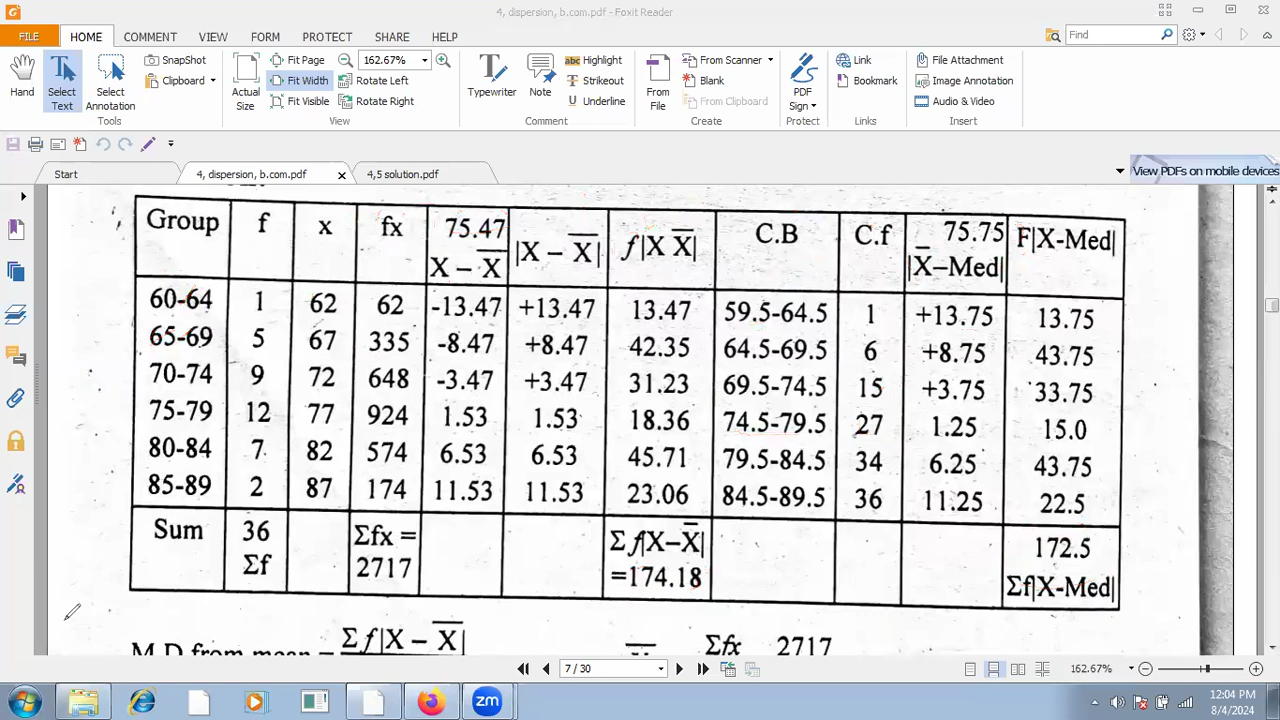 4, dispersion, b.com.pdf - Foxit Reader
FILE HOME COMMENT VIEW FORM PROTECT SHARE HELP
Find
Hand
Select Text
Select Annotation
SnapShot
Clipboard
Tools
Actual Size
Fit Page
Fit Width
Fit Visible
162.67%
Rotate Left
Rotate Right
View
Typewriter
Note
Highlight
Strikeout
Underline
Comment
From File
From Scanner
Blank
From Clipboard
Create
PDF Sign
Protect
Link
Bookmark
Links
File Attachment
Image Annotation
Audio & Video
Insert
Start 4, dispersion, b.com.pdf 4,5 solution.pdf View PDFs on mobile devices
Group f x fx 75.47 X – X̅ |X – X̅| f|X X̅| C.B C.f 75.75 |X̅–Med| F|X-Med|
60-64 1 62 62 -13.47 +13.47 13.47 59.5-64.5 1 +13.75 13.75
65-69 5 67 335 -8.47 +8.47 42.35 64.5-69.5 6 +8.75 43.75
70-74 9 72 648 -3.47 +3.47 31.23 69.5-74.5 15 +3.75 33.75
75-79 12 77 924 1.53 1.53 18.36 74.5-79.5 27 1.25 15.0
80-84 7 82 574 6.53 6.53 45.71 79.5-84.5 34 6.25 43.75
85-89 2 87 174 11.53 11.53 23.06 84.5-89.5 36 11.25 22.5
Sum 36 Σfx = Σ f|X–X̅| 172.5
Σf 2717 =174.18 Σf|X-Med|
M.D from mean = Σ f|X – X̅| Σfx 2717
7 / 30 162.67%
zm
12:04 PM
8/4/2024